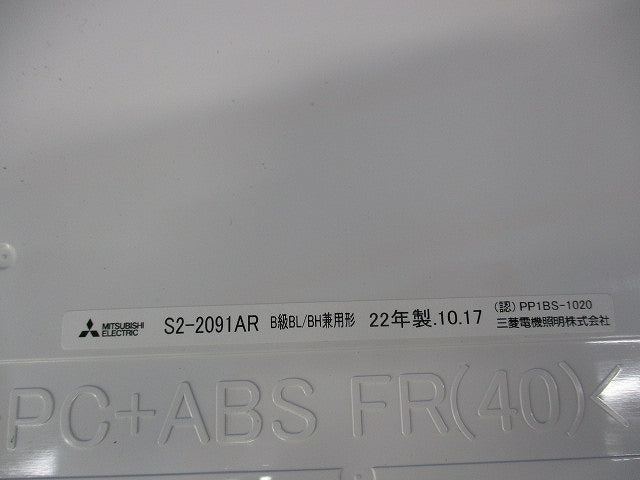 MITSUBISHI ELECTRIC S2-2091AR B級BL/BH兼用形 22年製.10.17 (認) PP1BS-1020
三菱電機照明株式会社
PC+ABS FR(40)<